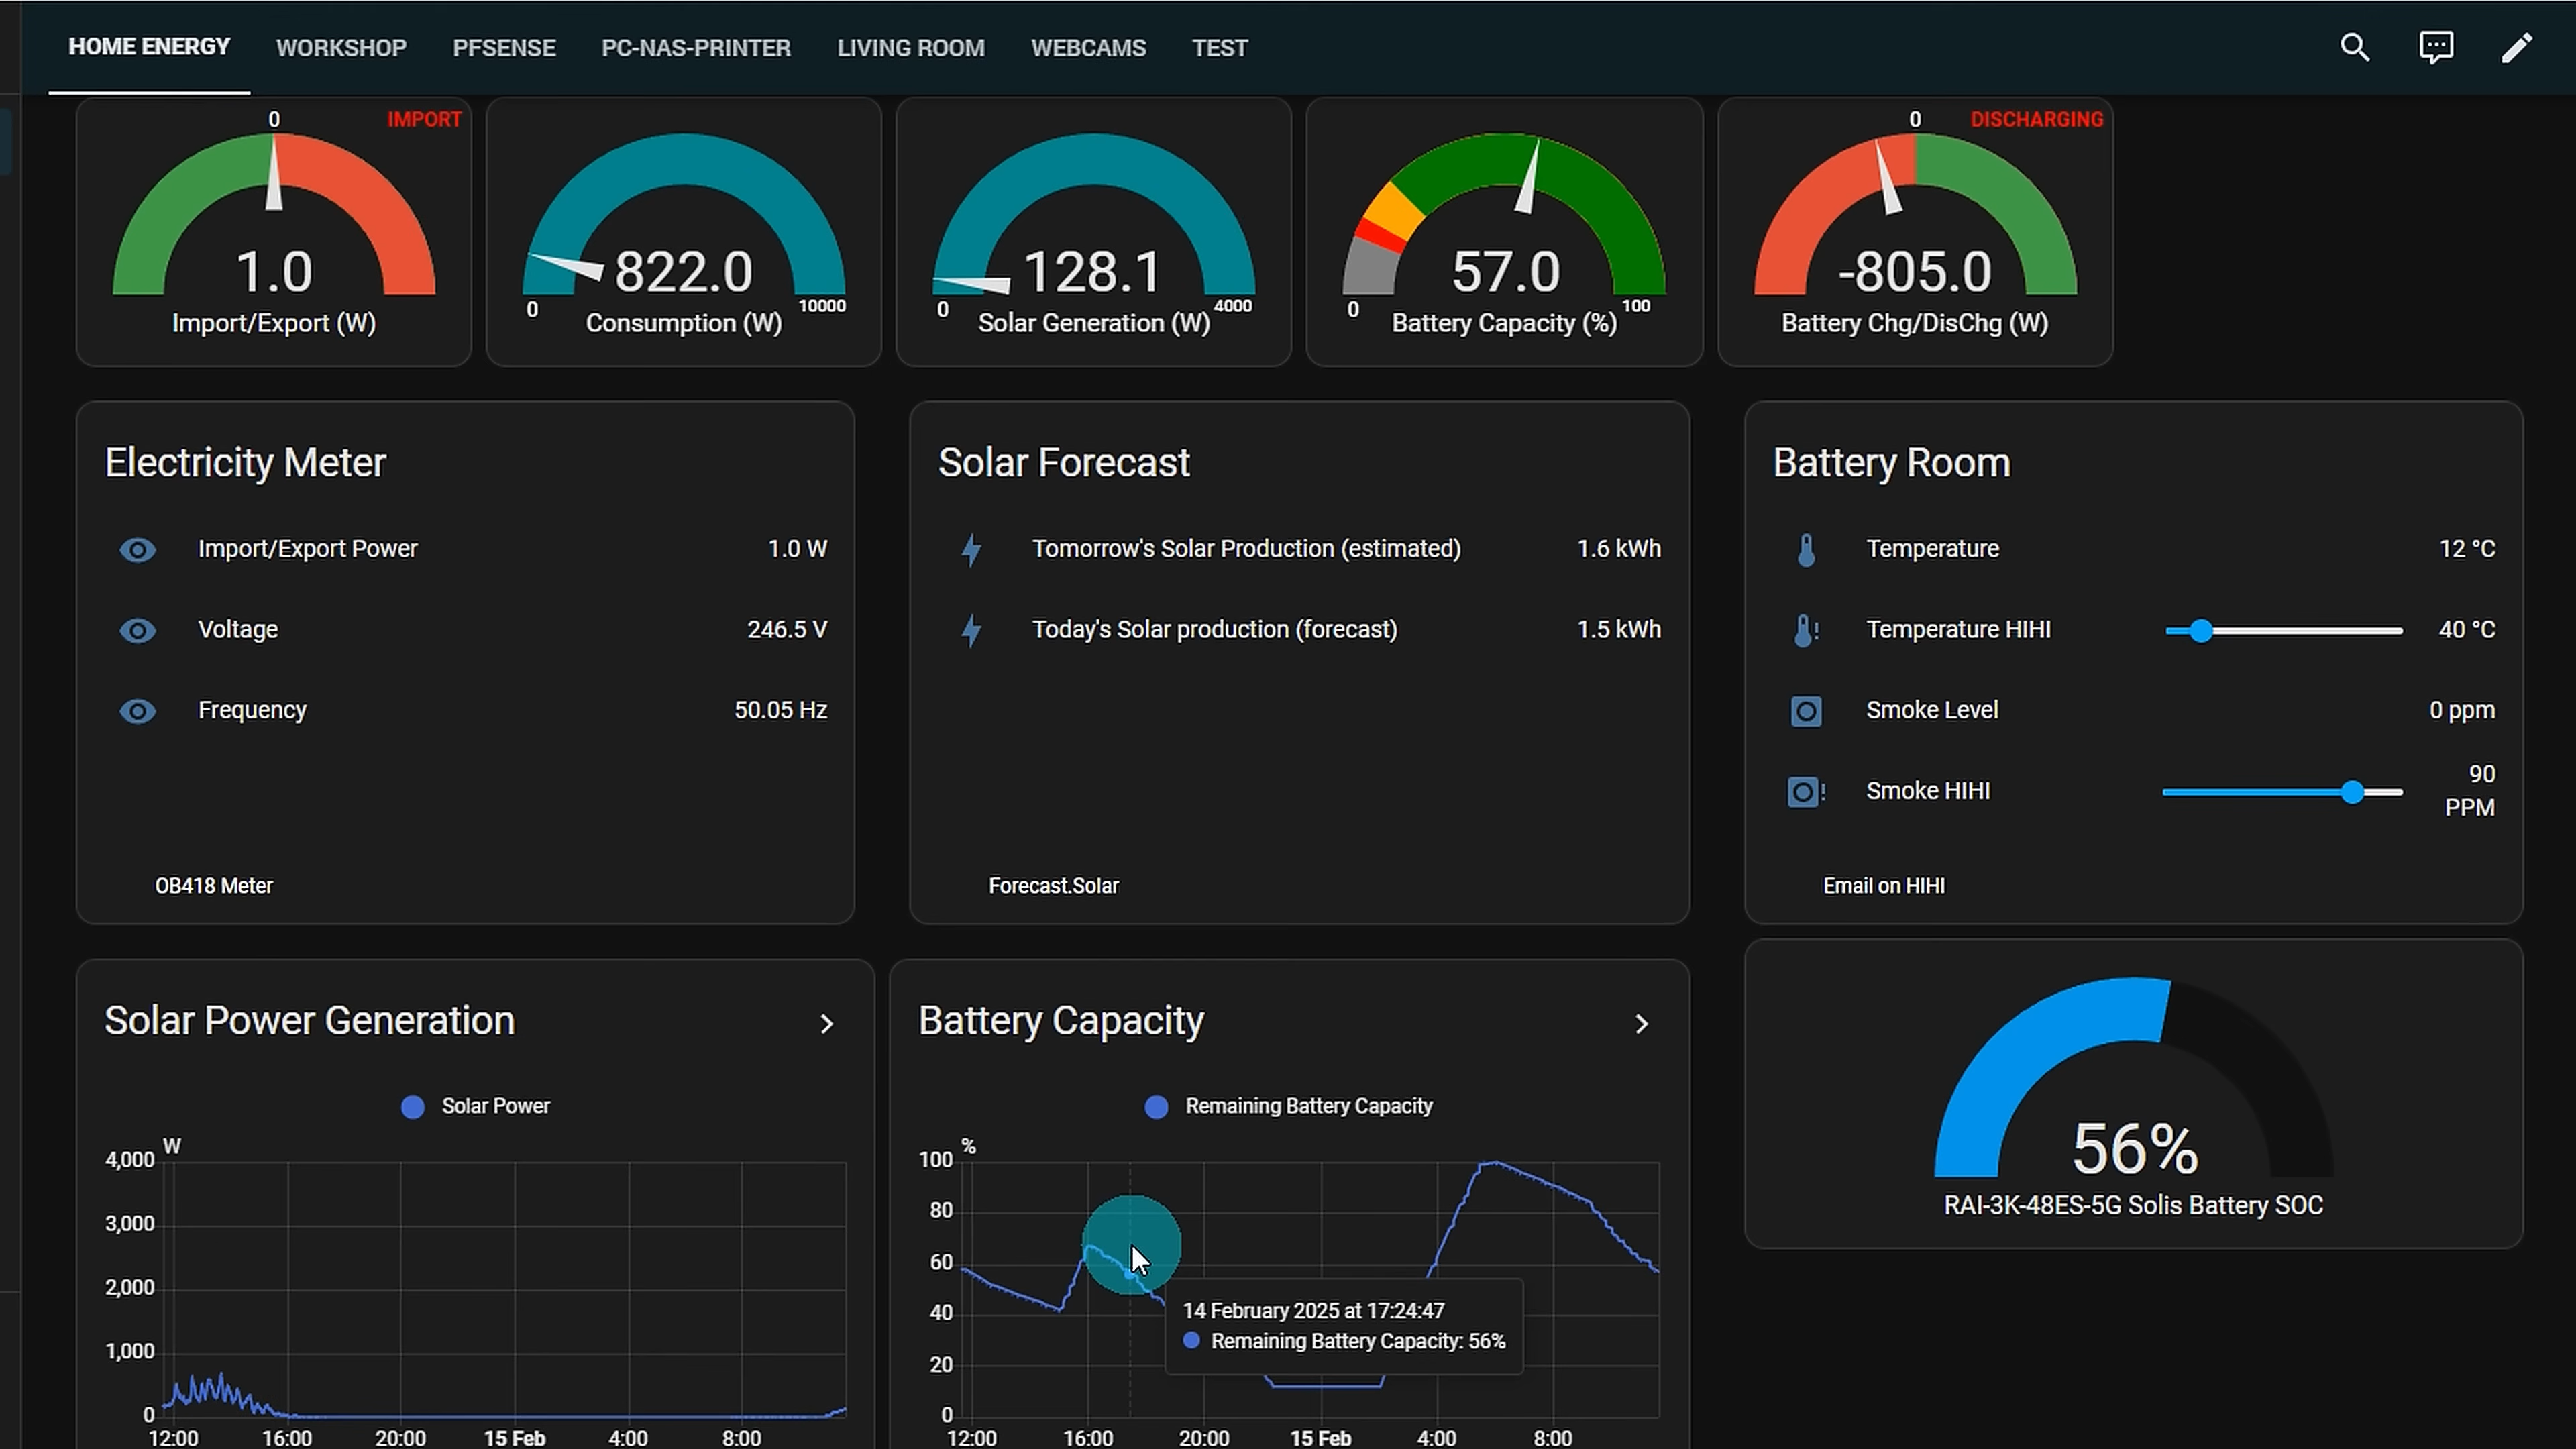 HOME ENERGY WORKSHOP PFSENSE PC-NAS-PRINTER LIVING ROOM WEBCAMS TEST
0 IMPORT
1.0
Import/Export (W)
822.0
0 10000
Consumption (W)
128.1
0 4000
Solar Generation (W)
57.0
0 100
Battery Capacity (%)
0 DISCHARGING
-805.0
Battery Chg/DisChg (W)
Electricity Meter
Import/Export Power 1.0 W
Voltage 246.5 V
Frequency 50.05 Hz
OB418 Meter
Solar Forecast
Tomorrow's Solar Production (estimated) 1.6 kWh
Today's Solar production (forecast) 1.5 kWh
Forecast.Solar
Battery Room
Temperature 12 °C
Temperature HIHI 40 °C
Smoke Level 0 ppm
Smoke HIHI 90
PPM
Email on HIHI
Solar Power Generation
Solar Power
W
4,000
3,000
2,000
1,000
0
12:00 16:00 20:00 15 Feb 4:00 8:00
Battery Capacity
Remaining Battery Capacity
%
100
80
60
40
20
0
14 February 2025 at 17:24:47
Remaining Battery Capacity: 56%
12:00 16:00 20:00 15 Feb 4:00 8:00
56%
RAI-3K-48ES-5G Solis Battery SOC